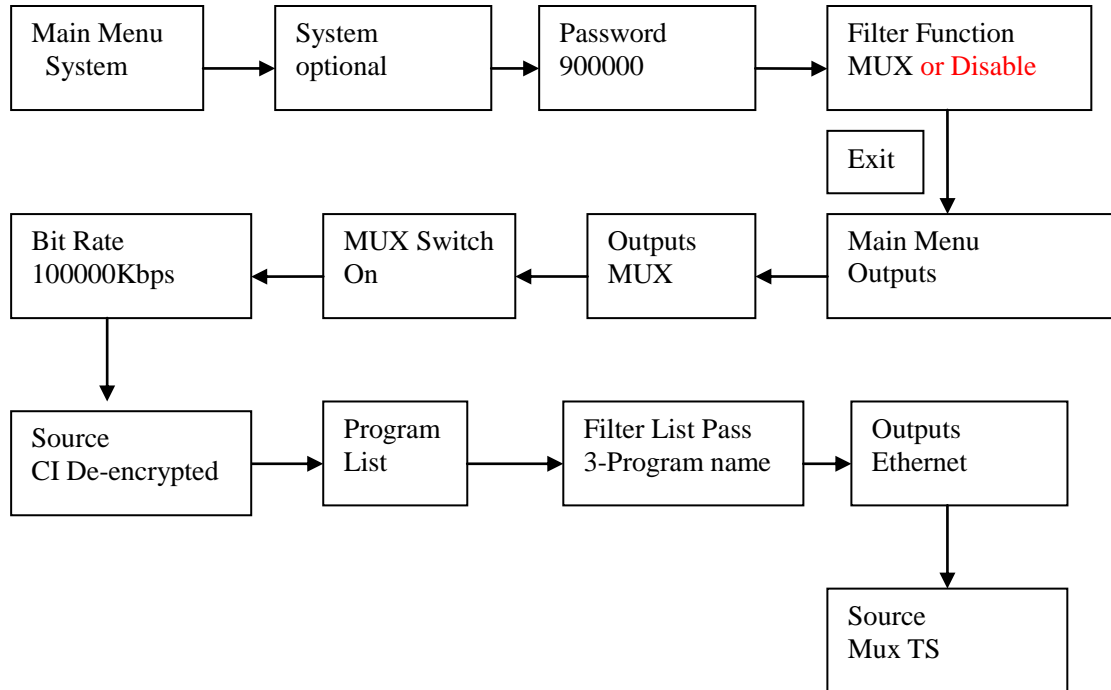 Main Menu
System
System
optional
Password
900000
Filter Function
MUX or Disable
Exit
Main Menu
Outputs
Outputs
MUX
MUX Switch
On
Bit Rate
100000Kbps
Source
CI De-encrypted
Program
List
Filter List Pass
3-Program name
Outputs
Ethernet
Source
Mux TS